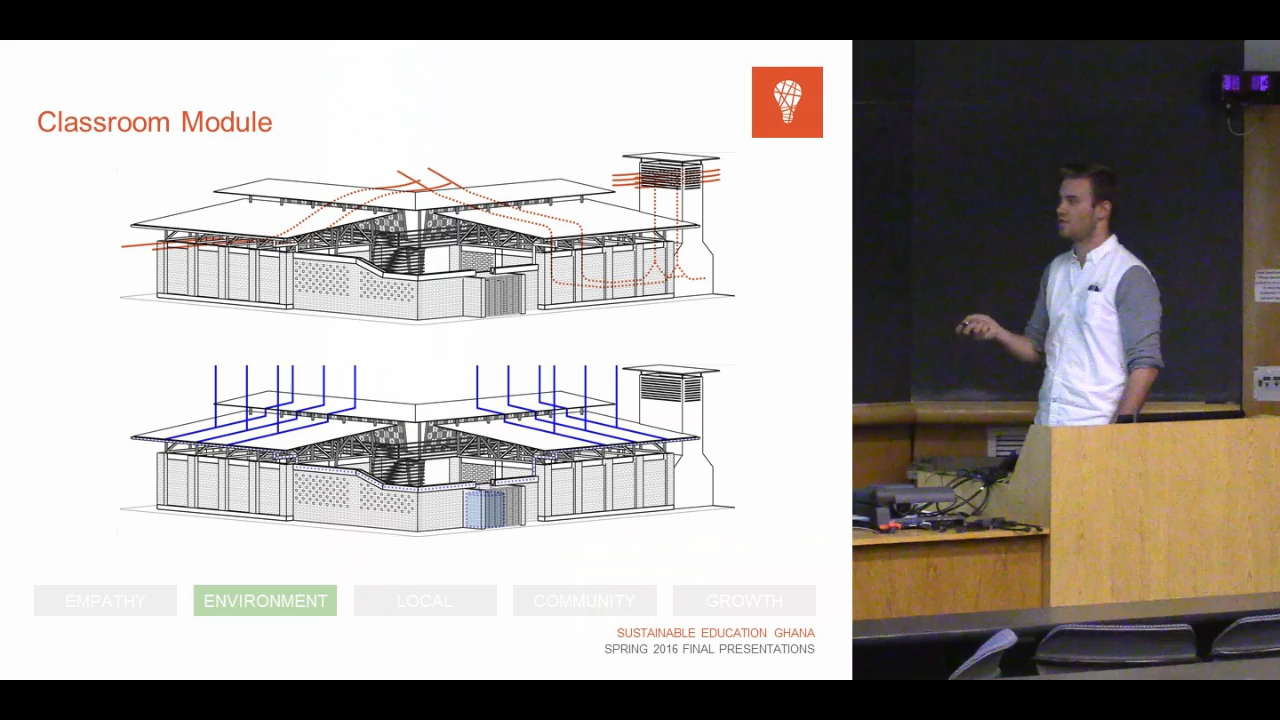 Classroom Module
EMPATHY
ENVIRONMENT
LOCAL
COMMUNITY
GROWTH
SUSTAINABLE EDUCATION GHANA
SPRING 2016 FINAL PRESENTATIONS